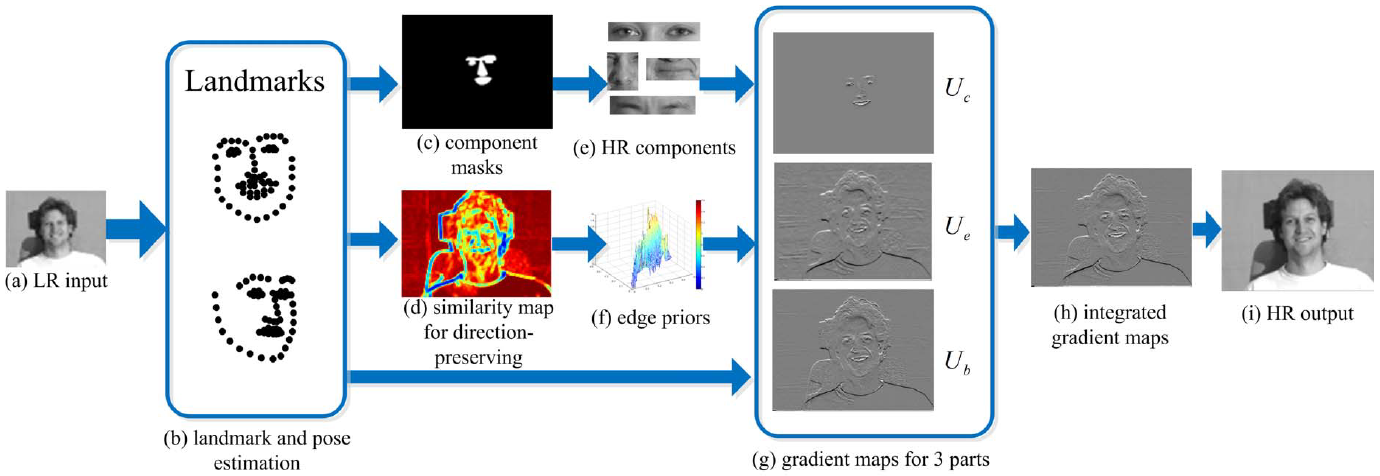 Landmarks
(a) LR input
(b) landmark and pose
estimation
(c) component
masks
(e) HR components
(d) similarity map
for direction-
preserving
(f) edge priors
U_c
U_e
U_b
(g) gradient maps for 3 parts
(h) integrated
gradient maps
(i) HR output